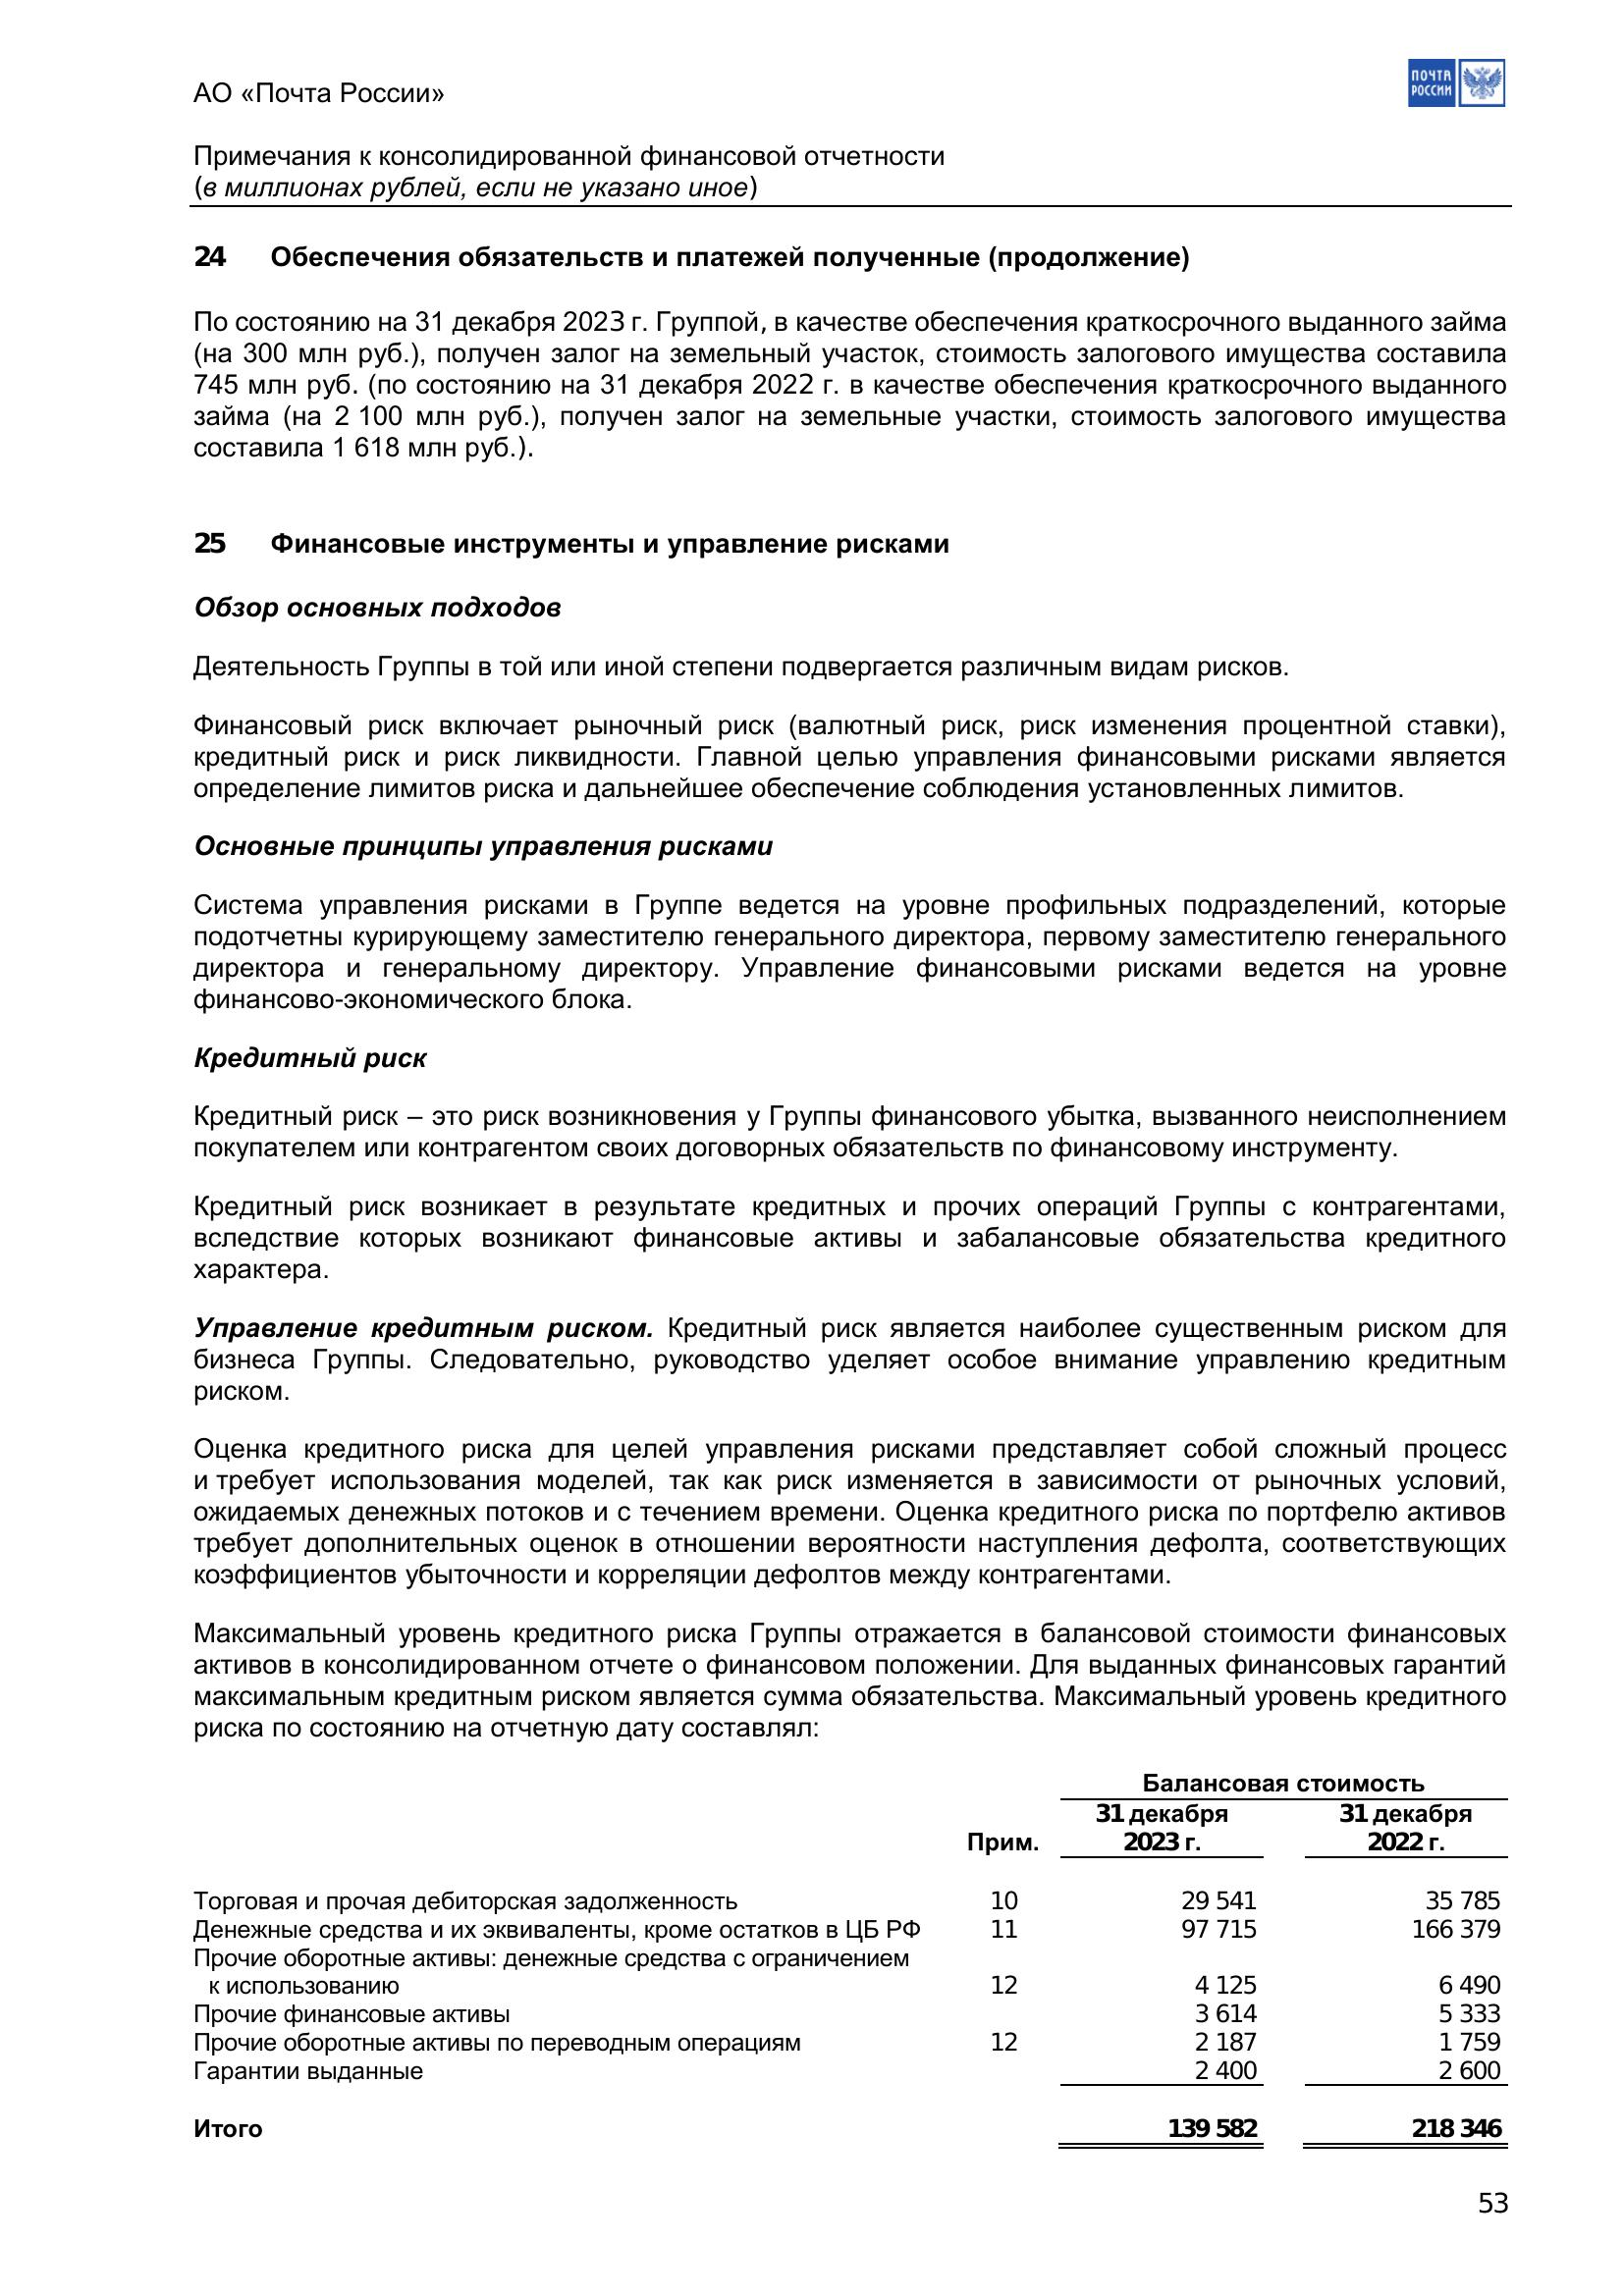 АО «Почта России»
ПОЧТА
РОССИИ
Примечания к консолидированной финансовой отчетности
(в миллионах рублей, если не указано иное)
24 Обеспечения обязательств и платежей полученные (продолжение)
По состоянию на 31 декабря 2023 г. Группой, в качестве обеспечения краткосрочного выданного займа
(на 300 млн руб.), получен залог на земельный участок, стоимость залогового имущества составила
745 млн руб. (по состоянию на 31 декабря 2022 г. в качестве обеспечения краткосрочного выданного
займа (на 2 100 млн руб.), получен залог на земельные участки, стоимость залогового имущества
составила 1 618 млн руб.).
25 Финансовые инструменты и управление рисками
Обзор основных подходов
Деятельность Группы в той или иной степени подвергается различным видам рисков.
Финансовый риск включает рыночный риск (валютный риск, риск изменения процентной ставки),
кредитный риск и риск ликвидности. Главной целью управления финансовыми рисками является
определение лимитов риска и дальнейшее обеспечение соблюдения установленных лимитов.
Основные принципы управления рисками
Система управления рисками в Группе ведется на уровне профильных подразделений, которые
подотчетны курирующему заместителю генерального директора, первому заместителю генерального
директора и генеральному директору. Управление финансовыми рисками ведется на уровне
финансово-экономического блока.
Кредитный риск
Кредитный риск – это риск возникновения у Группы финансового убытка, вызванного неисполнением
покупателем или контрагентом своих договорных обязательств по финансовому инструменту.
Кредитный риск возникает в результате кредитных и прочих операций Группы с контрагентами,
вследствие которых возникают финансовые активы и забалансовые обязательства кредитного
характера.
Управление кредитным риском. Кредитный риск является наиболее существенным риском для
бизнеса Группы. Следовательно, руководство уделяет особое внимание управлению кредитным
риском.
Оценка кредитного риска для целей управления рисками представляет собой сложный процесс
и требует использования моделей, так как риск изменяется в зависимости от рыночных условий,
ожидаемых денежных потоков и с течением времени. Оценка кредитного риска по портфелю активов
требует дополнительных оценок в отношении вероятности наступления дефолта, соответствующих
коэффициентов убыточности и корреляции дефолтов между контрагентами.
Максимальный уровень кредитного риска Группы отражается в балансовой стоимости финансовых
активов в консолидированном отчете о финансовом положении. Для выданных финансовых гарантий
максимальным кредитным риском является сумма обязательства. Максимальный уровень кредитного
риска по состоянию на отчетную дату составлял:
Балансовая стоимость
31 декабря 31 декабря
Прим. 2023 г. 2022 г.
Торговая и прочая дебиторская задолженность 10 29 541 35 785
Денежные средства и их эквиваленты, кроме остатков в ЦБ РФ 11 97 715 166 379
Прочие оборотные активы: денежные средства с ограничением
к использованию 12 4 125 6 490
Прочие финансовые активы 3 614 5 333
Прочие оборотные активы по переводным операциям 12 2 187 1 759
Гарантии выданные 2 400 2 600
Итого 139 582 218 346
53